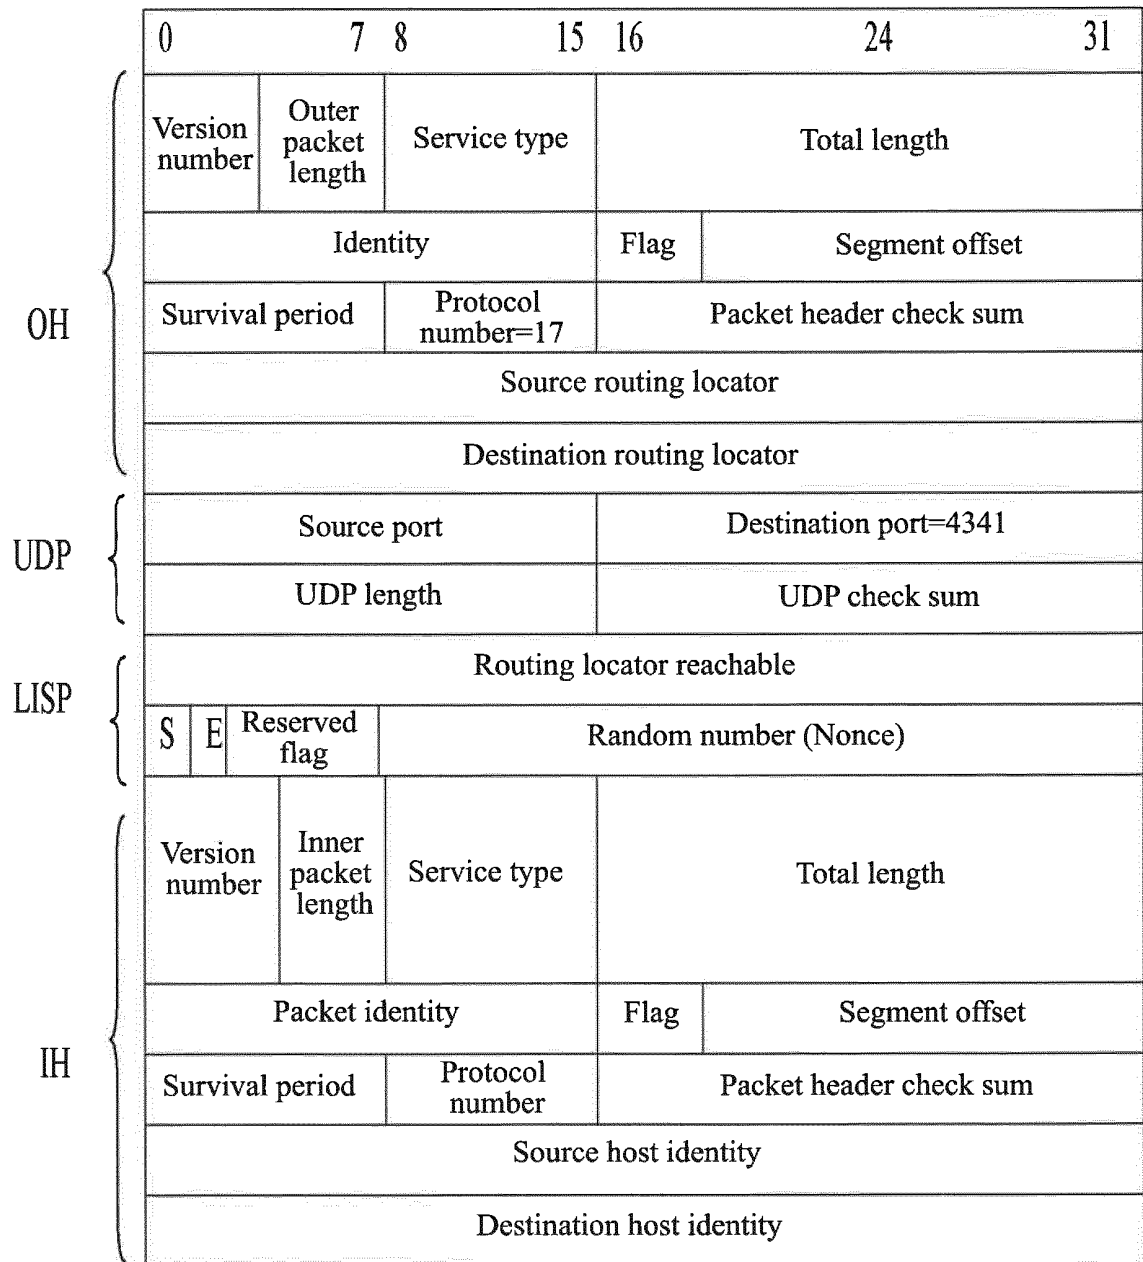 0 7 8 15 16 24 31
OH
Version number
Outer packet length
Service type
Total length
Identity
Flag
Segment offset
Survival period
Protocol number=17
Packet header check sum
Source routing locator
Destination routing locator
UDP
Source port
Destination port=4341
UDP length
UDP check sum
LISP
Routing locator reachable
S
E
Reserved flag
Random number (Nonce)
IH
Version number
Inner packet length
Service type
Total length
Packet identity
Flag
Segment offset
Survival period
Protocol number
Packet header check sum
Source host identity
Destination host identity